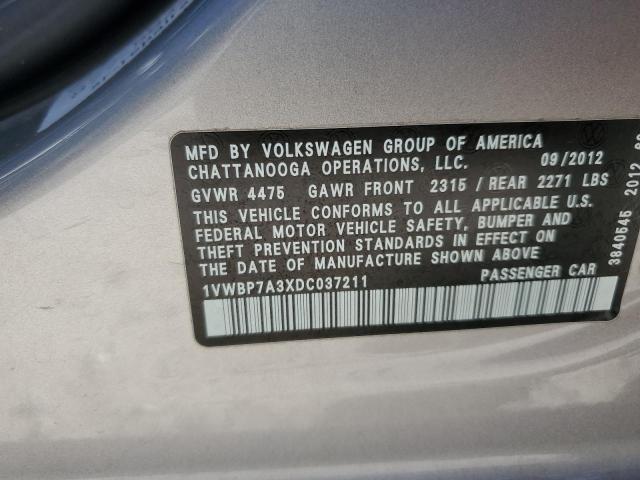 MFD BY VOLKSWAGEN GROUP OF AMERICA
CHATTANOOGA OPERATIONS, LLC. 09/2012
GVWR 4475 GAWR FRONT 2315 / REAR 2271 LBS
THIS VEHICLE CONFORMS TO ALL APPLICABLE U.S.
FEDERAL MOTOR VEHICLE SAFETY, BUMPER AND
THEFT PREVENTION STANDARDS IN EFFECT ON
THE DATE OF MANUFACTURE SHOWN ABOVE.
1VWBP7A3XDC037211 PASSENGER CAR
3840545 2012